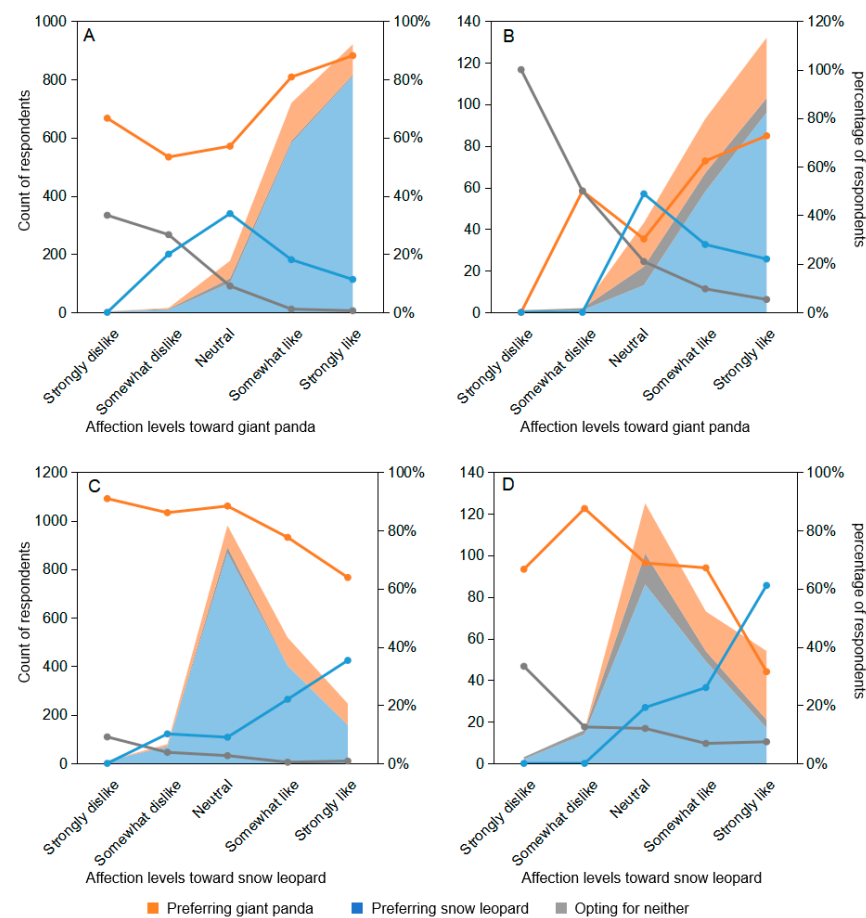 A
1000
800
600
400
200
0
Count of respondents
100%
80%
60%
40%
20%
0%
Strongly dislike
Somewhat dislike
Neutral
Somewhat like
Strongly like
Affection levels toward giant panda
B
140
120
100
80
60
40
20
0
120%
100%
80%
60%
40%
20%
0%
percentage of respondents
Strongly dislike
Somewhat dislike
Neutral
Somewhat like
Strongly like
Affection levels toward giant panda
C
1200
1000
800
600
400
200
0
Count of respondents
100%
80%
60%
40%
20%
0%
Strongly dislike
Somewhat dislike
Neutral
Somewhat like
Strongly like
Affection levels toward snow leopard
D
140
120
100
80
60
40
20
0
100%
80%
60%
40%
20%
0%
percentage of respondents
Strongly dislike
Somewhat dislike
Neutral
Somewhat like
Strongly like
Affection levels toward snow leopard
Preferring giant panda Preferring snow leopard Opting for neither